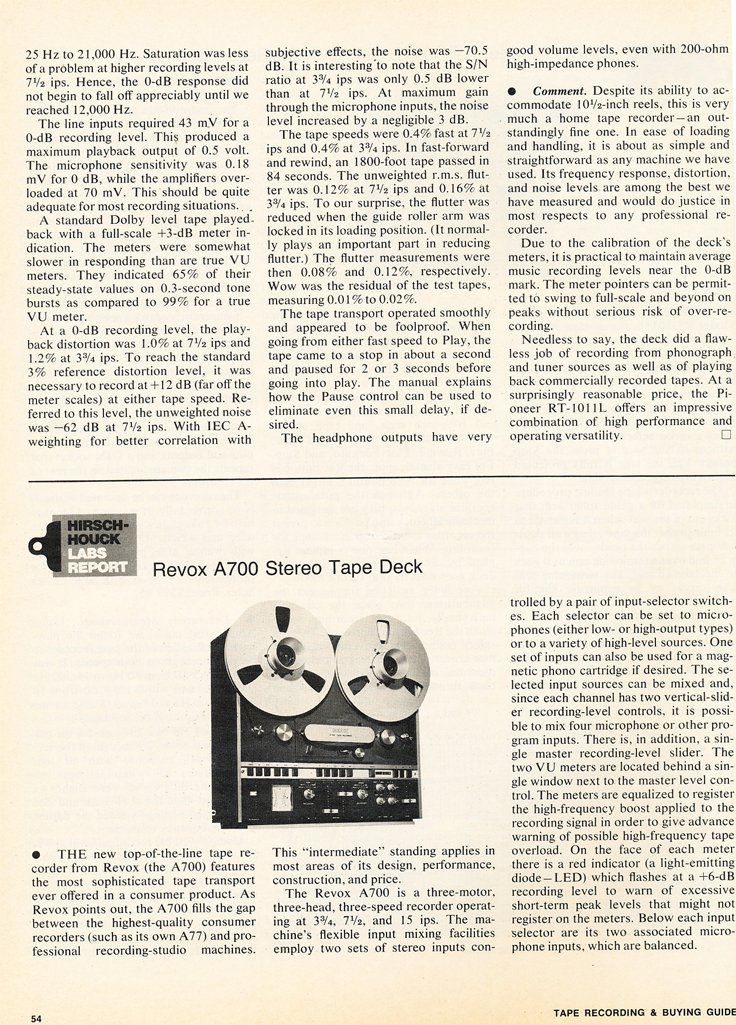 25 Hz to 21,000 Hz. Saturation was less
of a problem at higher recording levels at
7½ ips. Hence, the 0-dB response did
not begin to fall off appreciably until we
reached 12,000 Hz.
The line inputs required 43 mV for a
0-dB recording level. This produced a
maximum playback output of 0.5 volt.
The microphone sensitivity was 0.18
mV for 0 dB, while the amplifiers over-
loaded at 70 mV. This should be quite
adequate for most recording situations.
A standard Dolby level tape played
back with a full-scale +3-dB meter in-
dication. The meters were somewhat
slower in responding than are true VU
meters. They indicated 65% of their
steady-state values on 0.3-second tone
bursts as compared to 99% for a true
VU meter.
At a 0-dB recording level, the play-
back distortion was 1.0% at 7½ ips and
1.2% at 3¾ ips. To reach the standard
3% reference distortion level, it was
necessary to record at +12 dB (far off the
meter scales) at either tape speed. Re-
ferred to this level, the unweighted noise
was −62 dB at 7½ ips. With IEC A-
weighting for better correlation with
subjective effects, the noise was −70.5
dB. It is interesting to note that the S/N
ratio at 3¾ ips was only 0.5 dB lower
than at 7½ ips. At maximum gain
through the microphone inputs, the noise
level increased by a negligible 3 dB.
The tape speeds were 0.4% fast at 7½
ips and 0.4% at 3¾ ips. In fast-forward
and rewind, an 1800-foot tape passed in
84 seconds. The unweighted r.m.s. flut-
ter was 0.12% at 7½ ips and 0.16% at
3¾ ips. To our surprise, the flutter was
reduced when the guide roller arm was
locked in its loading position. (It normal-
ly plays an important part in reducing
flutter.) The flutter measurements were
then 0.08% and 0.12%, respectively.
Wow was the residual of the test tapes,
measuring 0.01% to 0.02%.
The tape transport operated smoothly
and appeared to be foolproof. When
going from either fast speed to Play, the
tape came to a stop in about a second
and paused for 2 or 3 seconds before
going into play. The manual explains
how the Pause control can be used to
eliminate even this small delay, if de-
sired.
The headphone outputs have very
good volume levels, even with 200-ohm
high-impedance phones.
● Comment. Despite its ability to ac-
commodate 10½-inch reels, this is very
much a home tape recorder—an out-
standingly fine one. In ease of loading
and handling, it is about as simple and
straightforward as any machine we have
used. Its frequency response, distortion,
and noise levels are among the best we
have measured and would do justice in
most respects to any professional re-
corder.
Due to the calibration of the deck's
meters, it is practical to maintain average
music recording levels near the 0-dB
mark. The meter pointers can be permit-
ted to swing to full-scale and beyond on
peaks without serious risk of over-re-
cording.
Needless to say, the deck did a flaw-
less job of recording from phonograph
and tuner sources as well as of playing
back commercially recorded tapes. At a
surprisingly reasonable price, the Pi-
oneer RT-1011L offers an impressive
combination of high performance and
operating versatility. □
HIRSCH-
HOUCK
LABS
REPORT
Revox A700 Stereo Tape Deck
● THE new top-of-the-line tape re-
corder from Revox (the A700) features
the most sophisticated tape transport
ever offered in a consumer product. As
Revox points out, the A700 fills the gap
between the highest-quality consumer
recorders (such as its own A77) and pro-
fessional recording-studio machines.
This "intermediate" standing applies in
most areas of its design, performance,
construction, and price.
The Revox A700 is a three-motor,
three-head, three-speed recorder operat-
ing at 3¾, 7½, and 15 ips. The ma-
chine's flexible input mixing facilities
employ two sets of stereo inputs con-
trolled by a pair of input-selector switch-
es. Each selector can be set to micro-
phones (either low- or high-output types)
or to a variety of high-level sources. One
set of inputs can also be used for a mag-
netic phono cartridge if desired. The se-
lected input sources can be mixed and,
since each channel has two vertical-slid-
er recording-level controls, it is possi-
ble to mix four microphone or other pro-
gram inputs. There is, in addition, a sin-
gle master recording-level slider. The
two VU meters are located behind a sin-
gle window next to the master level con-
trol. The meters are equalized to register
the high-frequency boost applied to the
recording signal in order to give advance
warning of possible high-frequency tape
overload. On the face of each meter
there is a red indicator (a light-emitting
diode—LED) which flashes at a +6-dB
recording level to warn of excessive
short-term peak levels that might not
register on the meters. Below each input
selector are its two associated micro-
phone inputs, which are balanced.
54
TAPE RECORDING & BUYING GUIDE